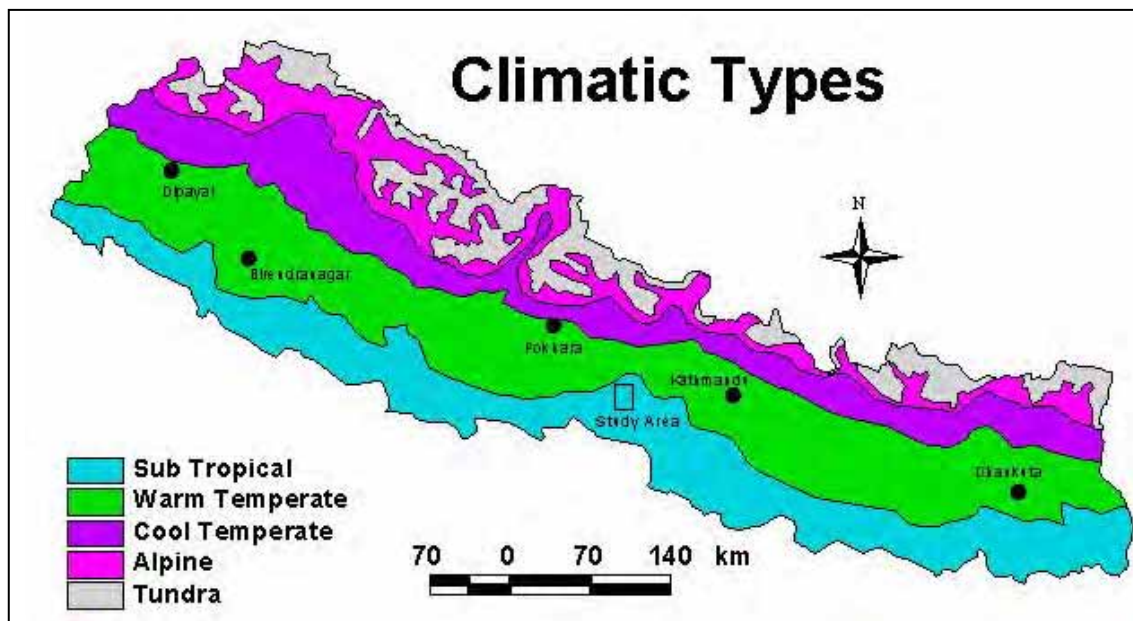 Climatic Types
N
Dipayal
Birendranagar
Pokhara
Kathmandu
Study Area
Dhankuta
Sub Tropical
Warm Temperate
Cool Temperate
Alpine
Tundra
70 0 70 140 km